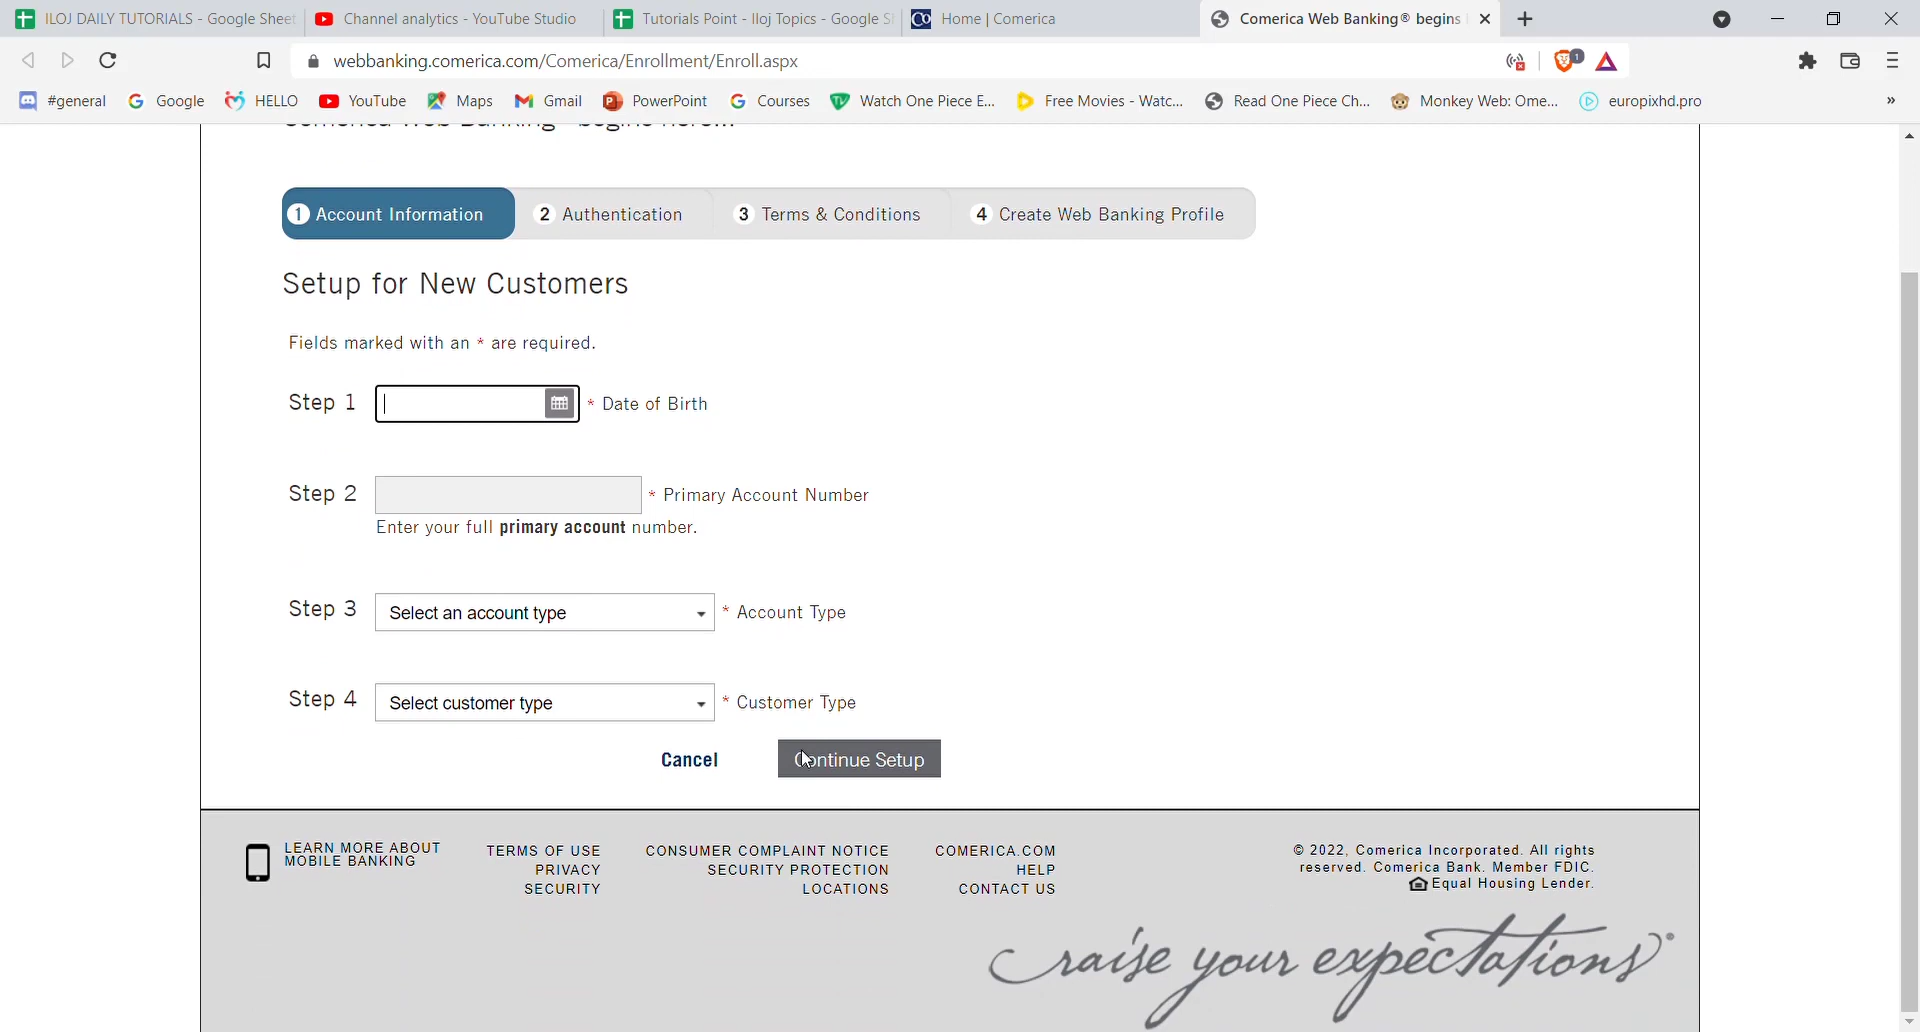 ILOJ DAILY TUTORIALS - Google Sheet
Channel analytics - YouTube Studio
Tutorials Point - Iloj Topics - Google S
Home | Comerica
Comerica Web Banking® begins
webbanking.comerica.com/Comerica/Enrollment/Enroll.aspx
1
#general
Google
HELLO
YouTube
Maps
Gmail
PowerPoint
Courses
Watch One Piece E...
Free Movies - Watc...
Read One Piece Ch...
Monkey Web: Ome...
europixhd.pro
»
1 Account Information
2 Authentication
3 Terms & Conditions
4 Create Web Banking Profile
Setup for New Customers
Fields marked with an * are required.
Step 1
* Date of Birth
Step 2
* Primary Account Number
Enter your full primary account number.
Step 3
Select an account type
* Account Type
Step 4
Select customer type
* Customer Type
Cancel
Continue Setup
LEARN MORE ABOUT
MOBILE BANKING
TERMS OF USE
PRIVACY
SECURITY
CONSUMER COMPLAINT NOTICE
SECURITY PROTECTION
LOCATIONS
COMERICA.COM
HELP
CONTACT US
© 2022, Comerica Incorporated. All rights
reserved. Comerica Bank. Member FDIC.
Equal Housing Lender.
raise your expectations®